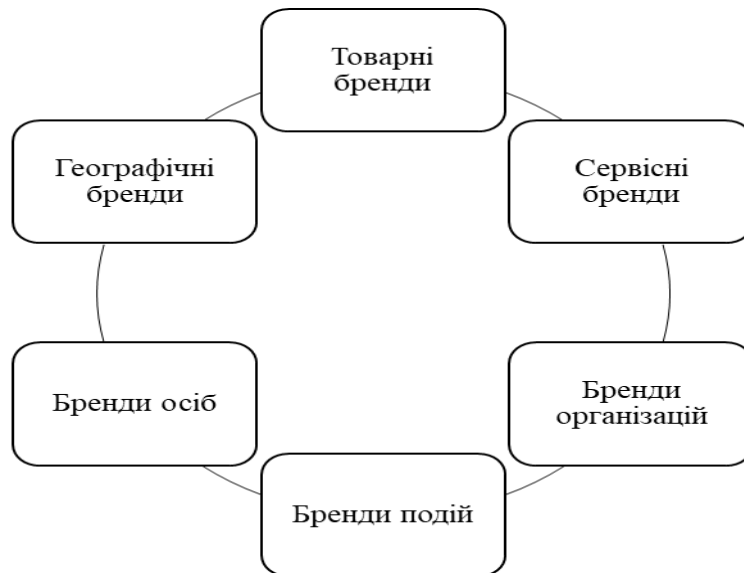 Товарні
бренди
Географічні
бренди
Сервісні
бренди
Бренди осіб
Бренди
організацій
Бренди подій